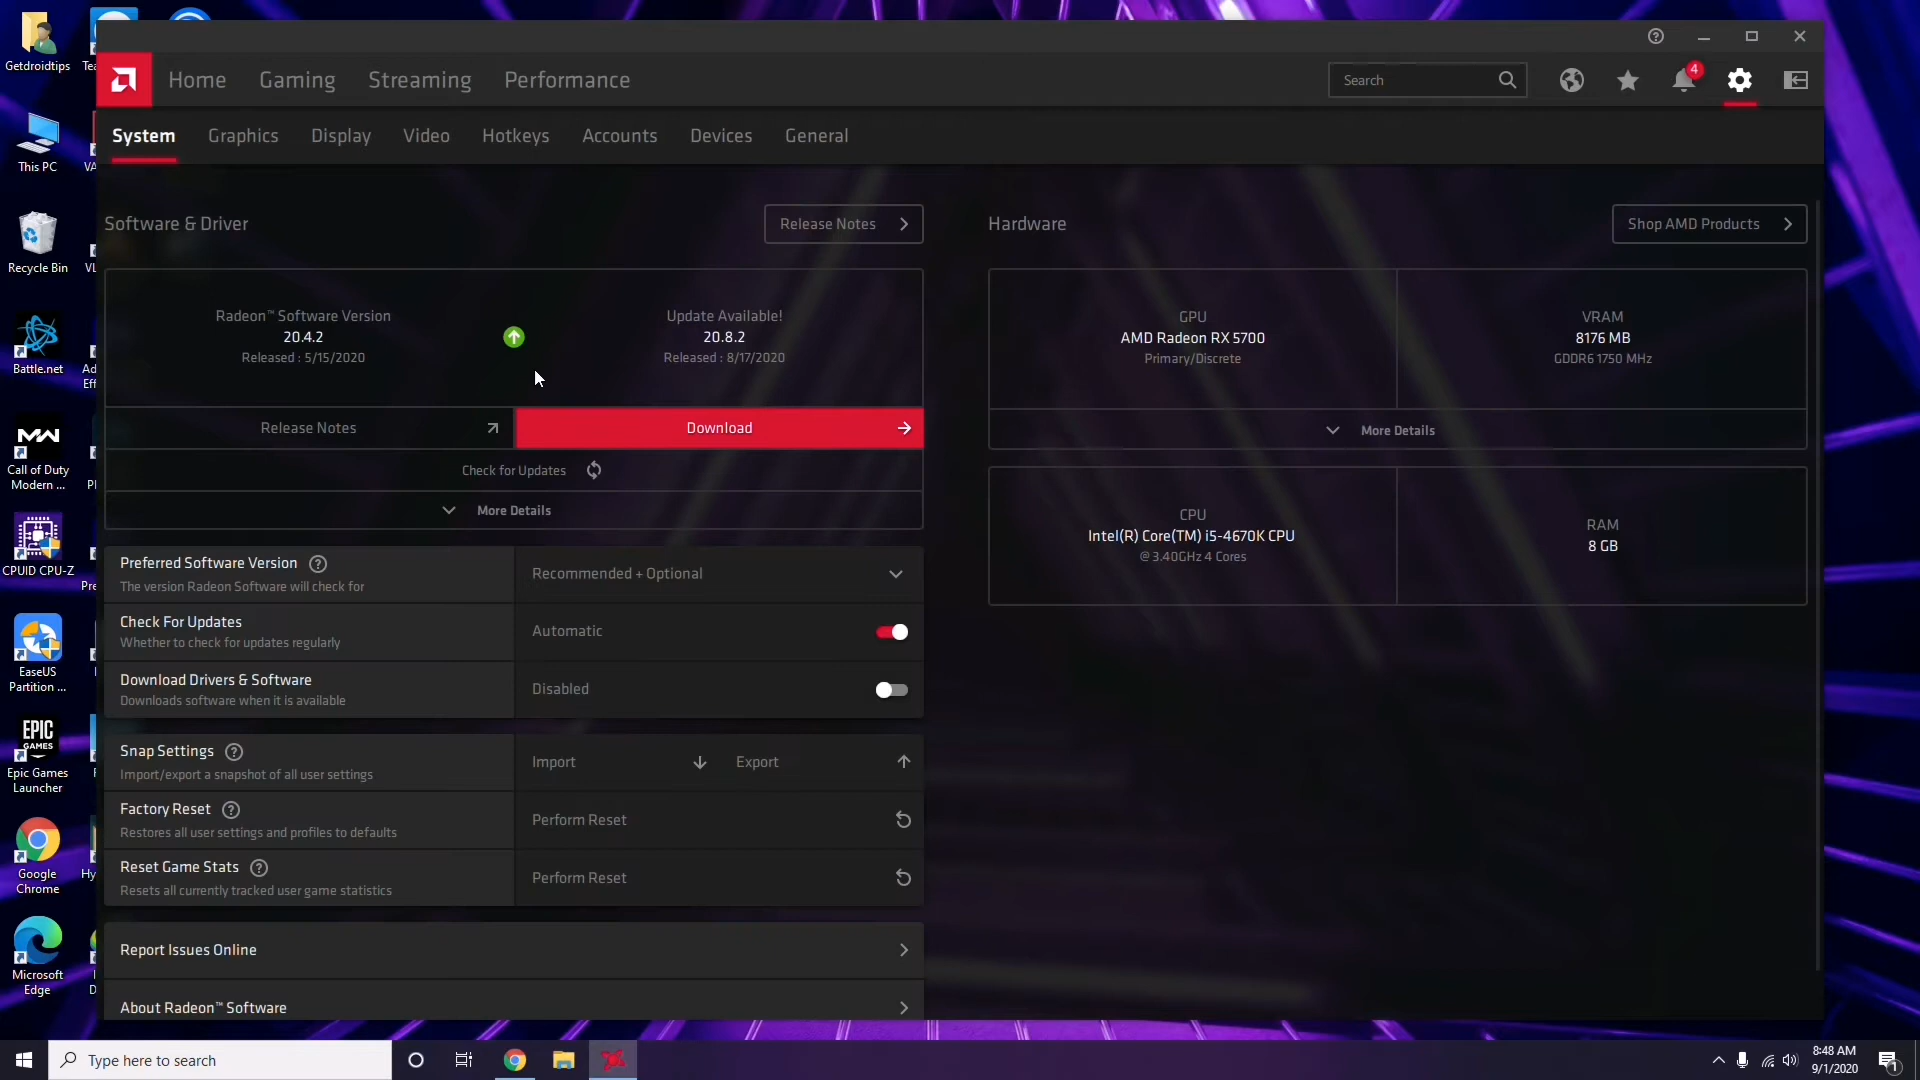 Getdroidtips
This PC
Recycle Bin
Battle.net
MW
Call of Duty
Modern ...
CPUID CPU-Z
EaseUS
Partition ...
EPIC
GAMES
Epic Games
Launcher
Google
Chrome
Microsoft
Edge
Home
Gaming
Streaming
Performance
Search
4
System
Graphics
Display
Video
Hotkeys
Accounts
Devices
General
Software & Driver
Release Notes
Radeon™ Software Version
20.4.2
Released : 5/15/2020
Update Available!
20.8.2
Released : 8/17/2020
Release Notes
Download
Check for Updates
More Details
Preferred Software Version
The version Radeon Software will check for
Recommended + Optional
Check For Updates
Whether to check for updates regularly
Automatic
Download Drivers & Software
Downloads software when it is available
Disabled
Snap Settings
Import/export a snapshot of all user settings
Import
Export
Factory Reset
Restores all user settings and profiles to defaults
Perform Reset
Reset Game Stats
Resets all currently tracked user game statistics
Perform Reset
Report Issues Online
About Radeon™ Software
Hardware
Shop AMD Products
GPU
AMD Radeon RX 5700
Primary/Discrete
VRAM
8176 MB
GDDR6 1750 MHz
More Details
CPU
Intel(R) Core(TM) i5-4670K CPU
@ 3.40GHz 4 Cores
RAM
8 GB
Type here to search
8:48 AM
9/1/2020
1